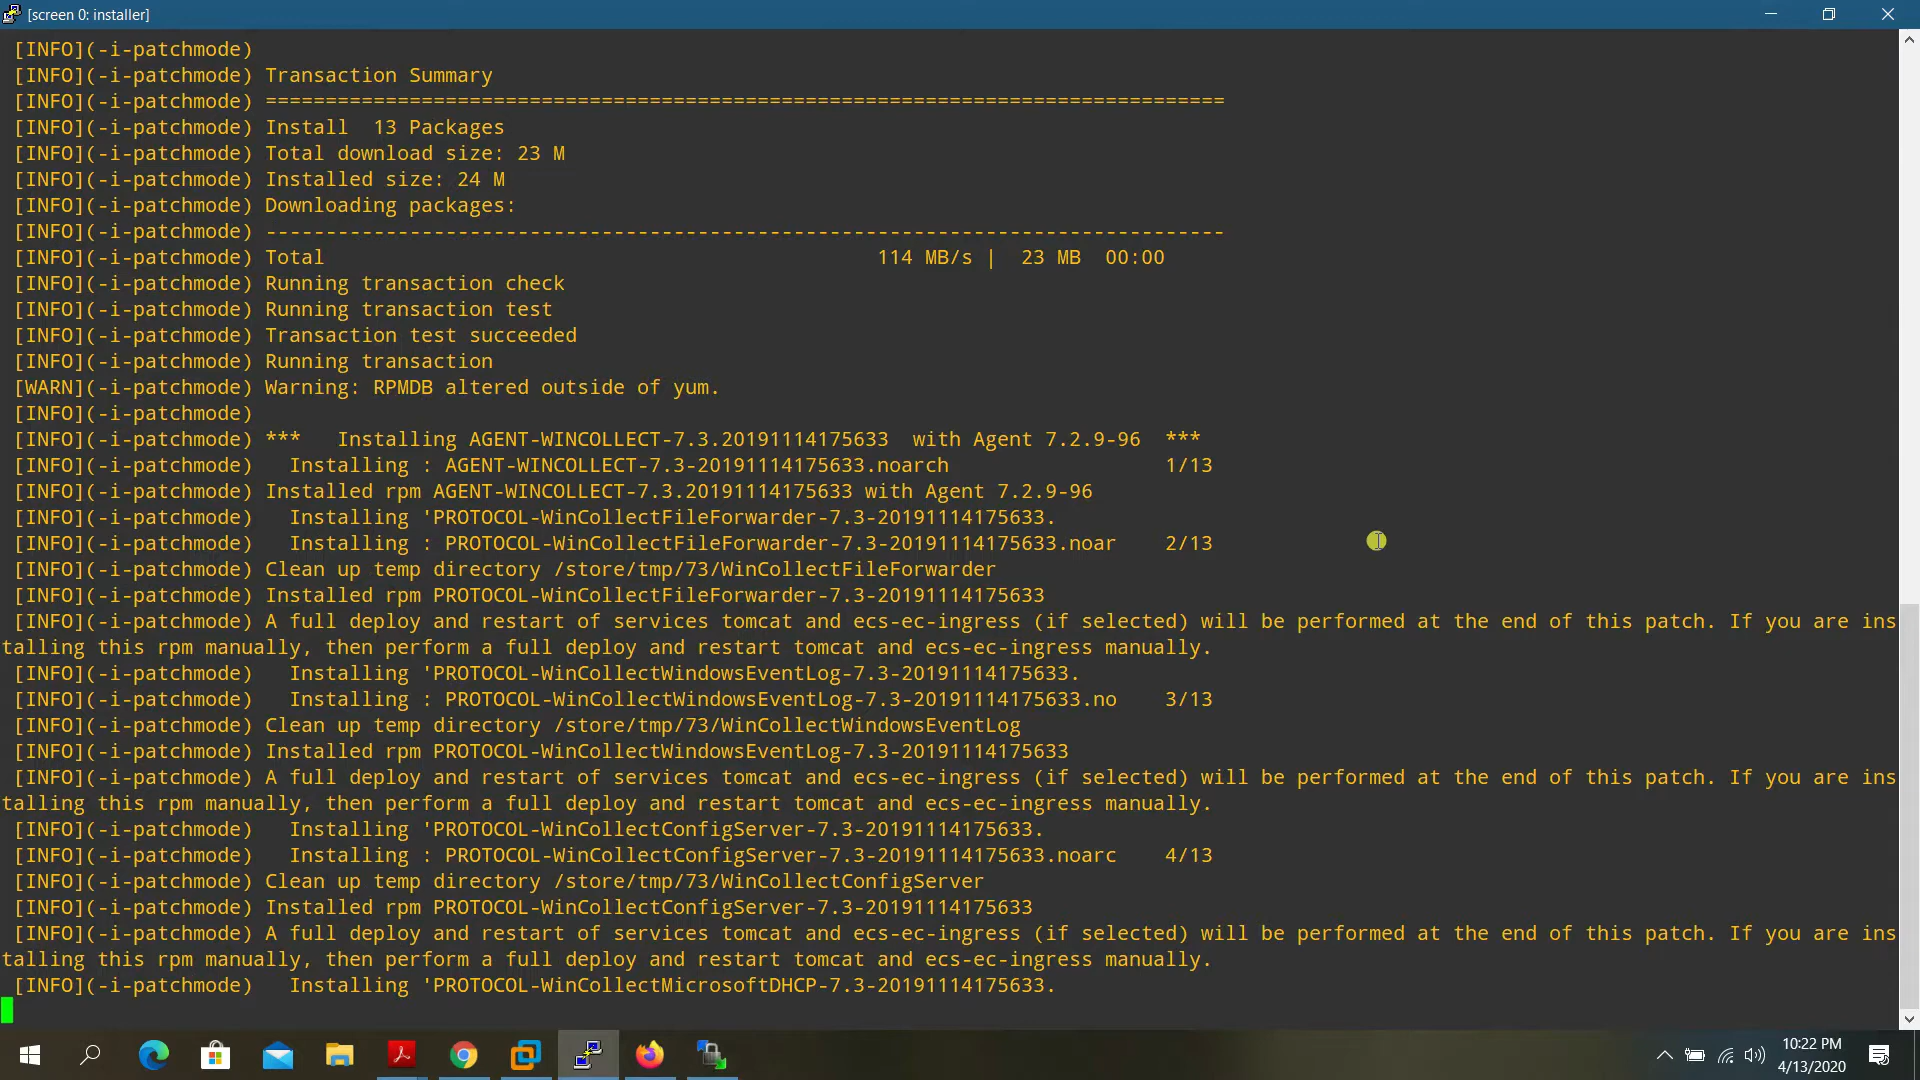 [screen 0: installer]
[INFO](-i-patchmode)
[INFO](-i-patchmode) Transaction Summary
[INFO](-i-patchmode) ================================================================================
[INFO](-i-patchmode) Install  13 Packages
[INFO](-i-patchmode) Total download size: 23 M
[INFO](-i-patchmode) Installed size: 24 M
[INFO](-i-patchmode) Downloading packages:
[INFO](-i-patchmode) --------------------------------------------------------------------------------
[INFO](-i-patchmode) Total                                              114 MB/s |  23 MB  00:00
[INFO](-i-patchmode) Running transaction check
[INFO](-i-patchmode) Running transaction test
[INFO](-i-patchmode) Transaction test succeeded
[INFO](-i-patchmode) Running transaction
[WARN](-i-patchmode) Warning: RPMDB altered outside of yum.
[INFO](-i-patchmode)
[INFO](-i-patchmode) ***   Installing AGENT-WINCOLLECT-7.3.20191114175633  with Agent 7.2.9-96  ***
[INFO](-i-patchmode)   Installing : AGENT-WINCOLLECT-7.3-20191114175633.noarch                  1/13
[INFO](-i-patchmode) Installed rpm AGENT-WINCOLLECT-7.3.20191114175633 with Agent 7.2.9-96
[INFO](-i-patchmode)   Installing 'PROTOCOL-WinCollectFileForwarder-7.3-20191114175633.
[INFO](-i-patchmode)   Installing : PROTOCOL-WinCollectFileForwarder-7.3-20191114175633.noar    2/13
[INFO](-i-patchmode) Clean up temp directory /store/tmp/73/WinCollectFileForwarder
[INFO](-i-patchmode) Installed rpm PROTOCOL-WinCollectFileForwarder-7.3-20191114175633
[INFO](-i-patchmode) A full deploy and restart of services tomcat and ecs-ec-ingress (if selected) will be performed at the end of this patch. If you are ins
talling this rpm manually, then perform a full deploy and restart tomcat and ecs-ec-ingress manually.
[INFO](-i-patchmode)   Installing 'PROTOCOL-WinCollectWindowsEventLog-7.3-20191114175633.
[INFO](-i-patchmode)   Installing : PROTOCOL-WinCollectWindowsEventLog-7.3-20191114175633.no    3/13
[INFO](-i-patchmode) Clean up temp directory /store/tmp/73/WinCollectWindowsEventLog
[INFO](-i-patchmode) Installed rpm PROTOCOL-WinCollectWindowsEventLog-7.3-20191114175633
[INFO](-i-patchmode) A full deploy and restart of services tomcat and ecs-ec-ingress (if selected) will be performed at the end of this patch. If you are ins
talling this rpm manually, then perform a full deploy and restart tomcat and ecs-ec-ingress manually.
[INFO](-i-patchmode)   Installing 'PROTOCOL-WinCollectConfigServer-7.3-20191114175633.
[INFO](-i-patchmode)   Installing : PROTOCOL-WinCollectConfigServer-7.3-20191114175633.noarc    4/13
[INFO](-i-patchmode) Clean up temp directory /store/tmp/73/WinCollectConfigServer
[INFO](-i-patchmode) Installed rpm PROTOCOL-WinCollectConfigServer-7.3-20191114175633
[INFO](-i-patchmode) A full deploy and restart of services tomcat and ecs-ec-ingress (if selected) will be performed at the end of this patch. If you are ins
talling this rpm manually, then perform a full deploy and restart tomcat and ecs-ec-ingress manually.
[INFO](-i-patchmode)   Installing 'PROTOCOL-WinCollectMicrosoftDHCP-7.3-20191114175633.
10:22 PM
4/13/2020